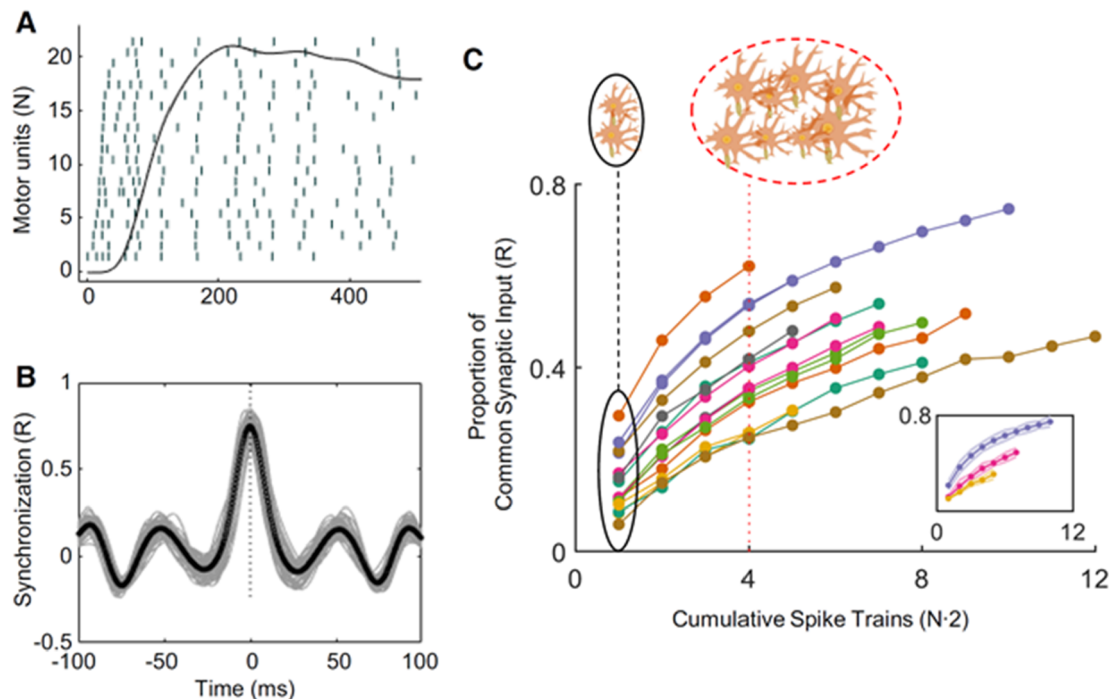 A
Motor units (N)
20
15
10
5
0
0 200 400
B
Synchronization (R)
1
0.5
0
-0.5
-100 -50 0 50 100
Time (ms)
C
Proportion of
Common Synaptic Input (R)
0.8
0.4
0
0 4 8 12
Cumulative Spike Trains (N·2)
0.8
0 12